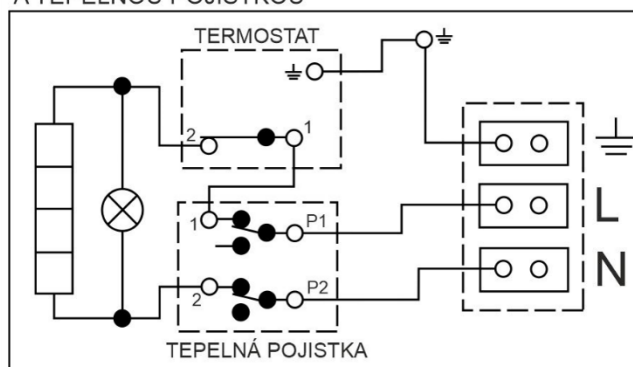 A TEPELNOU POJISTKOU
TERMOSTAT
2
1
1
P1
L
2
P2
N
TEPELNÁ POJISTKA